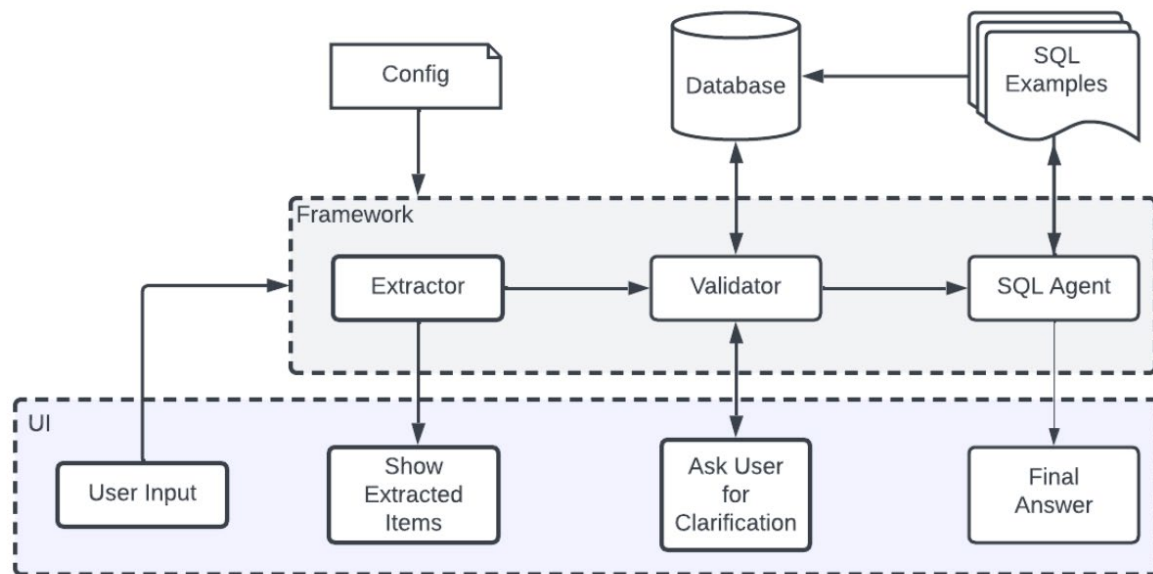 Config
Database
SQL
Examples
Framework
Extractor
Validator
SQL Agent
UI
User Input
Show
Extracted
Items
Ask User
for
Clarification
Final
Answer